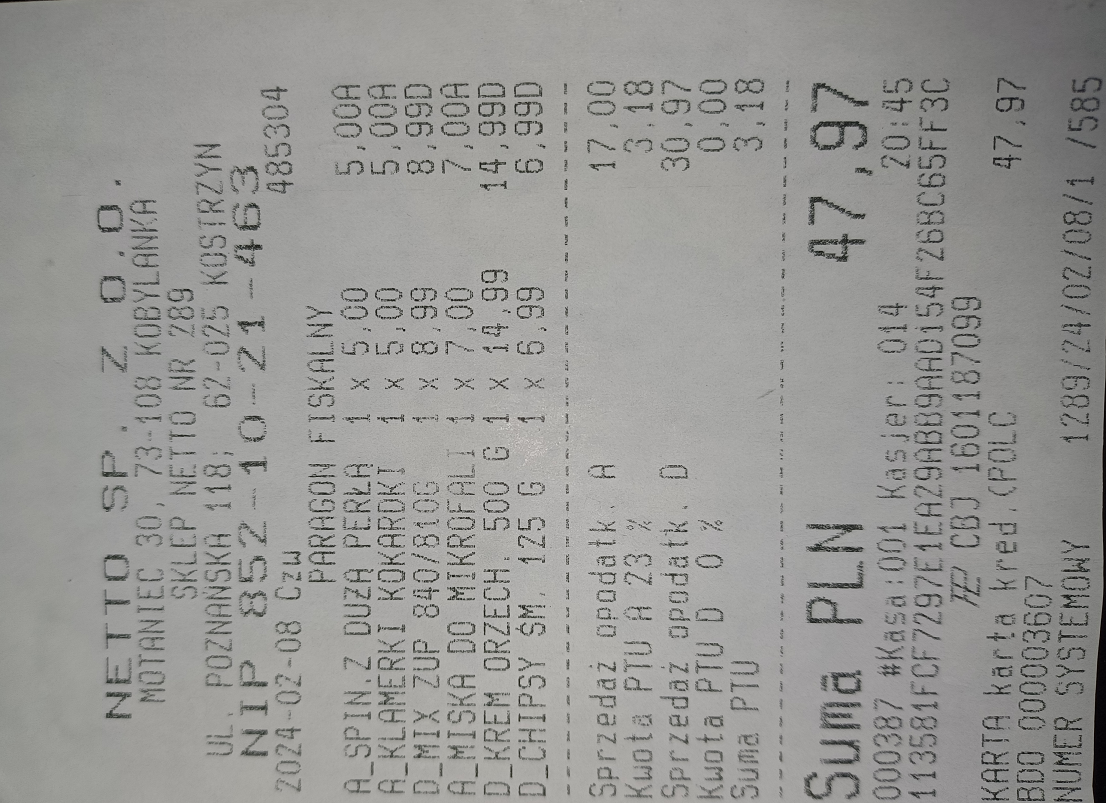 NETTO SP. Z O.O.
MOTANIEC 30, 73-108 KOBYLANKA
SKLEP NETTO NR 289
UL. POZNAŃSKA 118; 62-025 KOSTRZYN
NIP 852-10-21-463
2024-02-08 Czw 485304
PARAGON FISKALNY
A_SPIN.Z DUŻA PERŁA 1 x 5,00 5,00A
A_KLAMERKI KOKARDKI 1 x 5,00 5,00A
D_MIX ZUP 840/810G 1 x 8,99 8,99D
A_MISKA DO MIKROFALI 1 x 7,00 7,00A
D_KREM ORZECH. 500 G 1 x 14,99 14,99D
D_CHIPSY ŚM. 125 G 1 x 6,99 6,99D
Sprzedaż opodatk. A 17,00
Kwota PTU A 23 % 3,18
Sprzedaż opodatk. D 30,97
Kwota PTU D 0 % 0,00
Suma PTU 3,18
Suma PLN 47,97
000387 #Kasa:001 Kasjer: 014 20:45
113581FCF7297E1EA29ABB9AAD154F26BC65FF3C
CBJ 1601187099
KARTA karta kred.(POLC 47,97
BDO 000003607
NUMER SYSTEMOWY 1289/24/02/08/1 /585